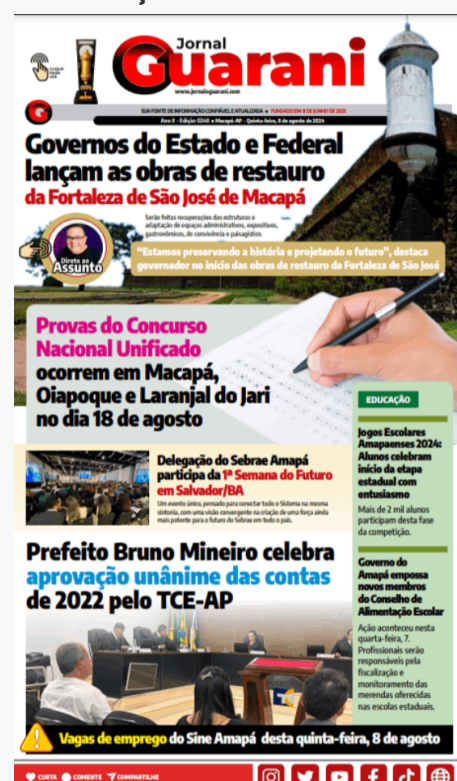 Jornal
Guarani
www.jornaloguarani.com
SUA FONTE DE INFORMAÇÃO CONFIÁVEL E ATUALIZADA • FUNDADO EM 8 DE JUNHO DE 2020
Ano 5 - Edição 0248 • Macapá-AP - Quinta-feira, 8 de agosto de 2024
Governos do Estado e Federal
lançam as obras de restauro
da Fortaleza de São José de Macapá
Serão feitas recuperações das estruturas e
adaptação de espaços administrativos, expositivos,
gastronômicos, de convivência e paisagístico.
Direto ao
Assunto
“Estamos preservando a história e projetando o futuro”, destaca
governador no início das obras de restauro da Fortaleza de São José
Provas do Concurso
Nacional Unificado
ocorrem em Macapá,
Oiapoque e Laranjal do Jari
no dia 18 de agosto
EDUCAÇÃO
Jogos Escolares
Amapaenses 2024:
Alunos celebram
início da etapa
estadual com
entusiasmo
Mais de 2 mil alunos
participam desta fase
da competição.
Delegação do Sebrae Amapá
participa da 1ª Semana do Futuro
em Salvador/BA
Um evento único, pensado para conectar todo o Sistema na mesma
sintonia, com uma visão convergente na criação de uma força ainda
mais potente para o futuro do Sebrae em todo o país.
Prefeito Bruno Mineiro celebra
aprovação unânime das contas
de 2022 pelo TCE-AP
Governo do
Amapá empossa
novos membros
do Conselho de
Alimentação Escolar
Ação aconteceu nesta
quarta-feira, 7.
Profissionais serão
responsáveis pela
fiscalização e
monitoramento das
merendas oferecidas
nas escolas estaduais.
Vagas de emprego do Sine Amapá desta quinta-feira, 8 de agosto
CURTA COMENTE COMPARTILHE